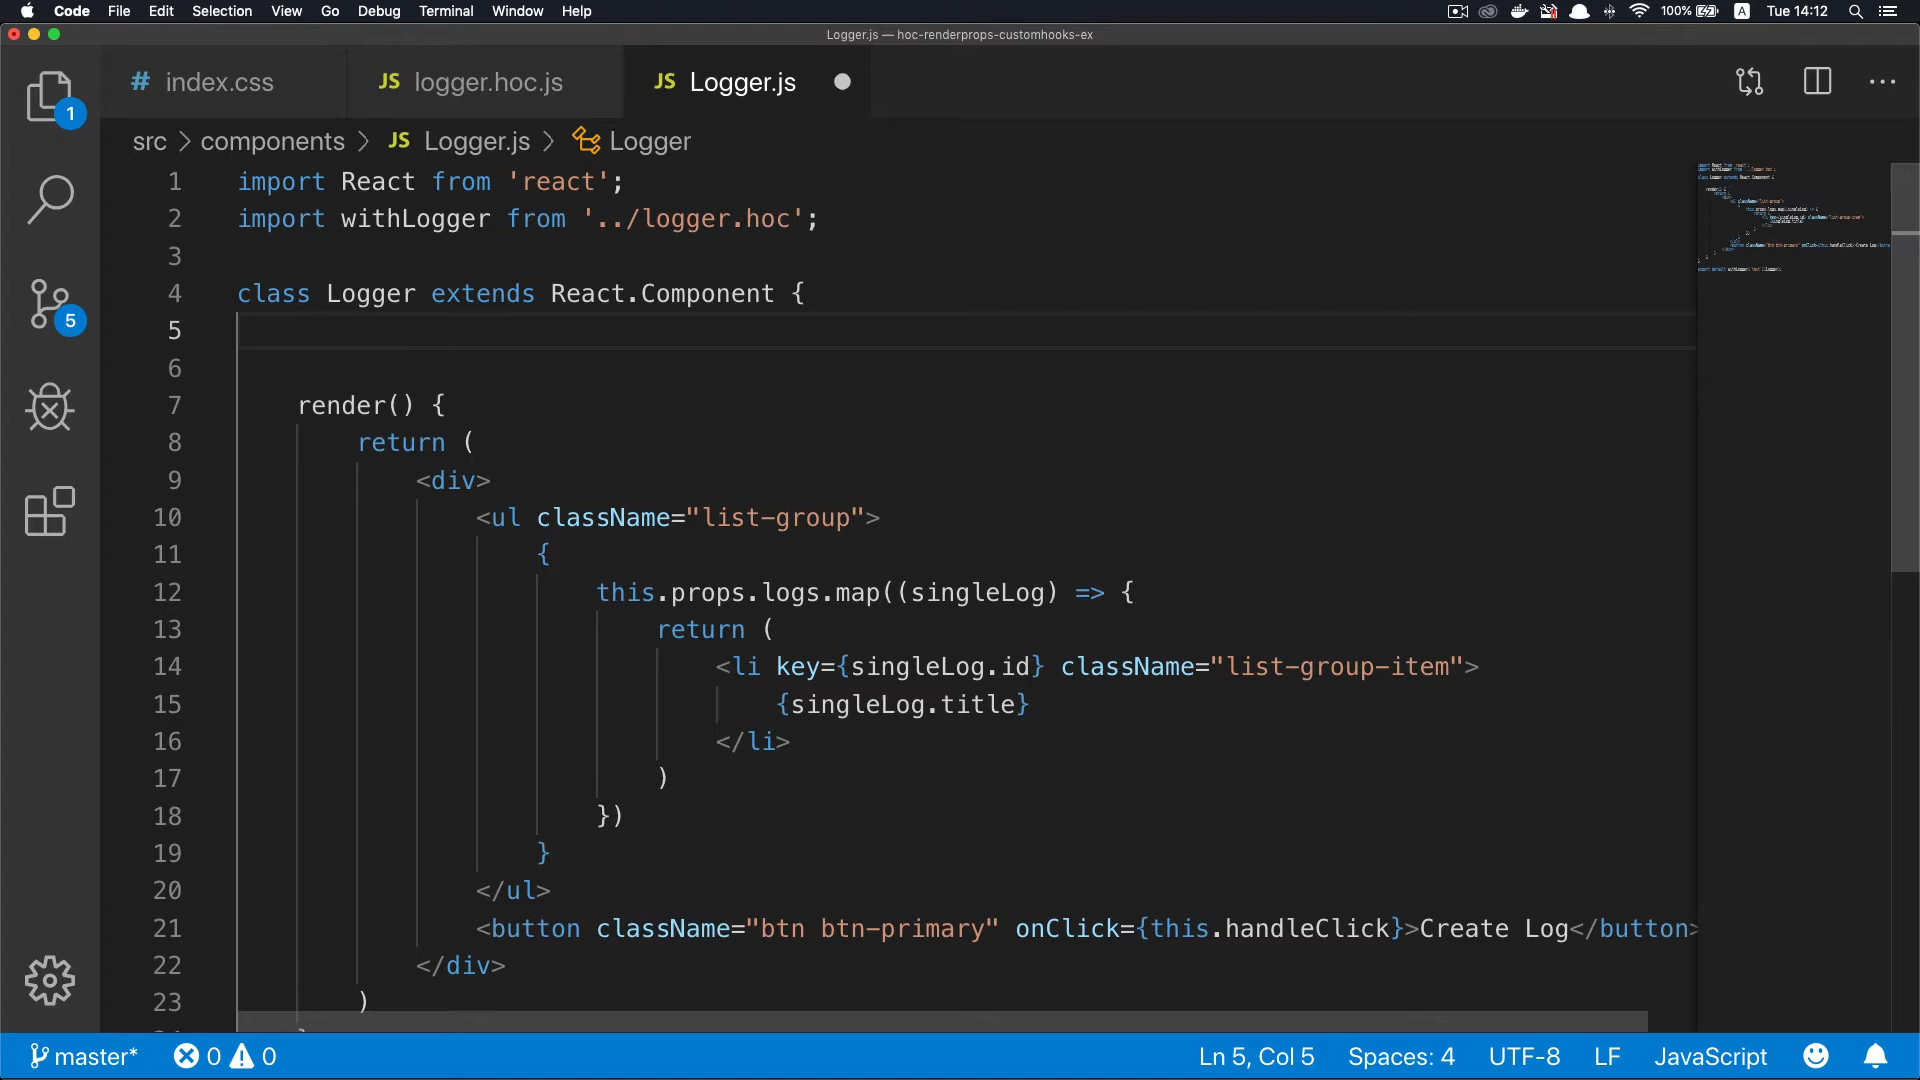 Code File Edit Selection View Go Debug Terminal Window Help 100% A Tue 14:12
Logger.js — hoc-renderprops-customhooks-ex
# index.css JS logger.hoc.js JS Logger.js
1
src > components > JS Logger.js > Logger
1 import React from 'react';
2 import withLogger from '../logger.hoc';
3
4 class Logger extends React.Component {
5
6
7 render() {
8 return (
9 <div>
10 <ul className="list-group">
11 {
12 this.props.logs.map((singleLog) => {
13 return (
14 <li key={singleLog.id} className="list-group-item">
15 {singleLog.title}
16 </li>
17 )
18 })
19 }
20 </ul>
21 <button className="btn btn-primary" onClick={this.handleClick}>Create Log</button>
22 </div>
23 )
5
master* 0 0 Ln 5, Col 5 Spaces: 4 UTF-8 LF JavaScript